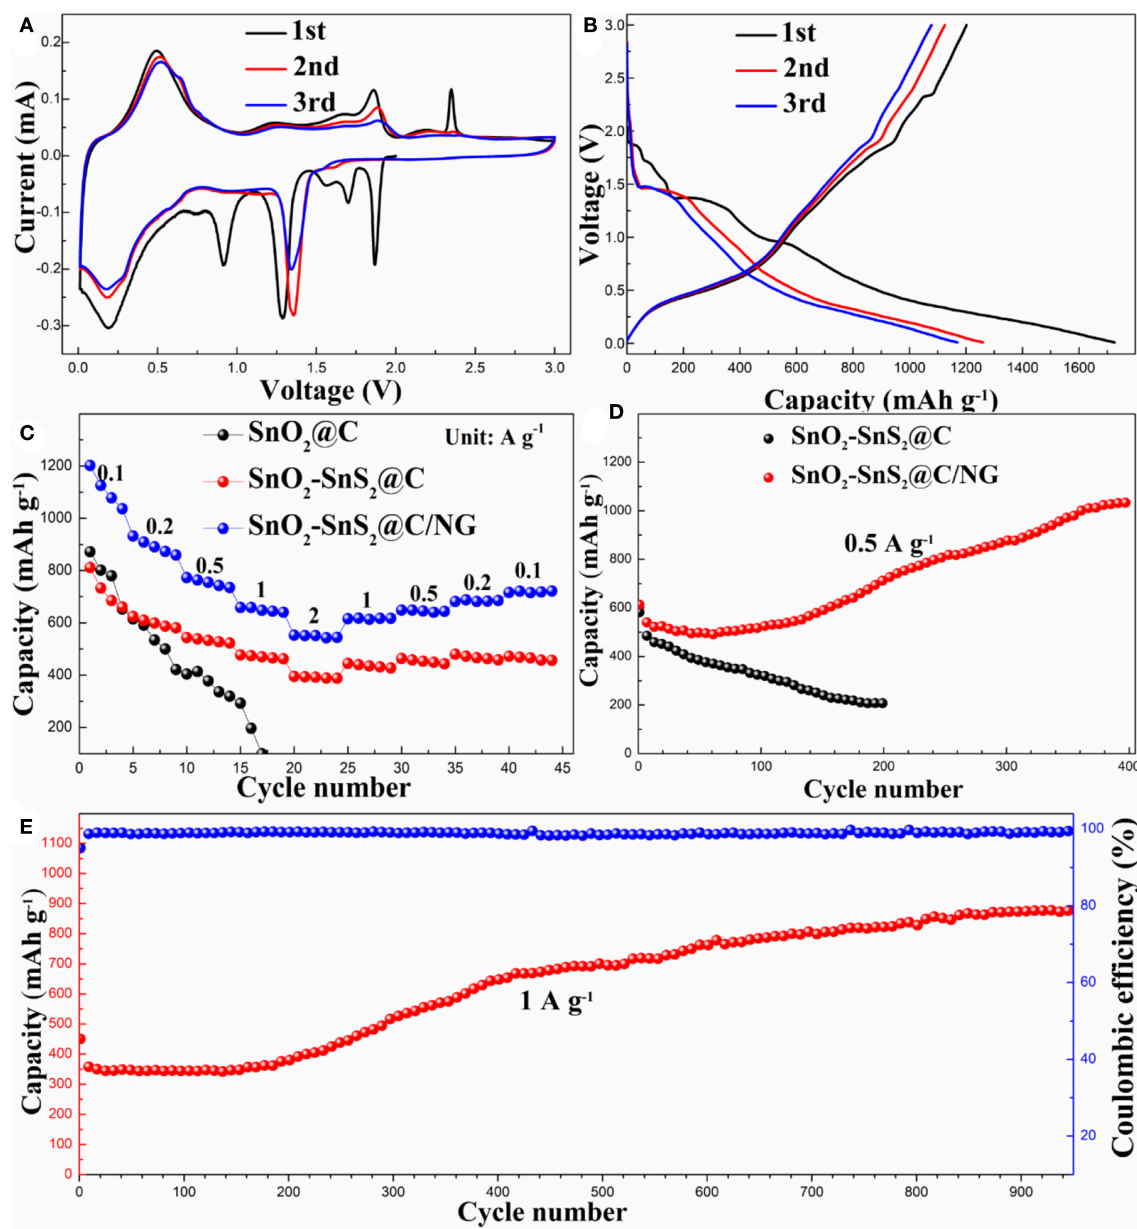 A
1st
2nd
3rd
0.2
0.1
0.0
-0.1
-0.2
-0.3
Current (mA)
0.0 0.5 1.0 1.5 2.0 2.5 3.0
Voltage (V)
B
1st
2nd
3rd
3.0
2.5
2.0
1.5
1.0
0.5
0.0
Voltage (V)
0 200 400 600 800 1000 1200 1400 1600
Capacity (mAh g⁻¹)
C
SnO₂@C
Unit: A g⁻¹
SnO₂-SnS₂@C
SnO₂-SnS₂@C/NG
0.1
0.2
0.5
1
2
1
0.5
0.2
0.1
1200
1000
800
600
400
200
Capacity (mAh g⁻¹)
0 5 10 15 20 25 30 35 40 45
Cycle number
D
SnO₂-SnS₂@C
SnO₂-SnS₂@C/NG
0.5 A g⁻¹
1200
1000
800
600
400
200
0
Capacity (mAh g⁻¹)
0 100 200 300 400
Cycle number
E
1100
1000
900
800
700
600
500
400
300
200
100
0
Capacity (mAh g⁻¹)
1 A g⁻¹
100
80
60
40
20
Coulombic efficiency (%)
0 100 200 300 400 500 600 700 800 900
Cycle number